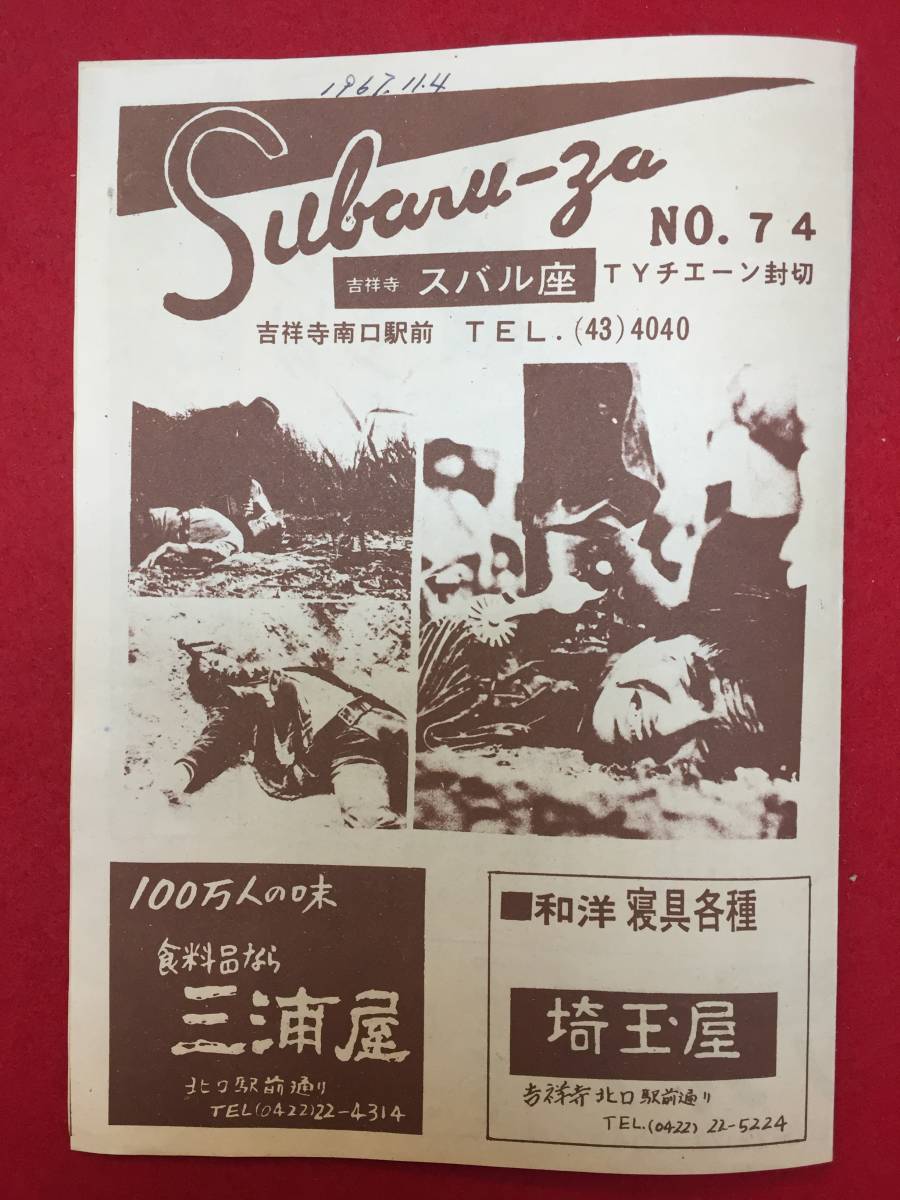 1967.11.4
Subaru-za
NO. 74
吉祥寺 スバル座 TYチエーン封切
吉祥寺南口駅前 TEL. (43) 4040
100万人の味
食料品なら
三浦屋
北口駅前通り
TEL (0422) 22-4314
■和洋寝具各種
埼玉屋
吉祥寺北口駅前通り
TEL. (0422) 22-5224